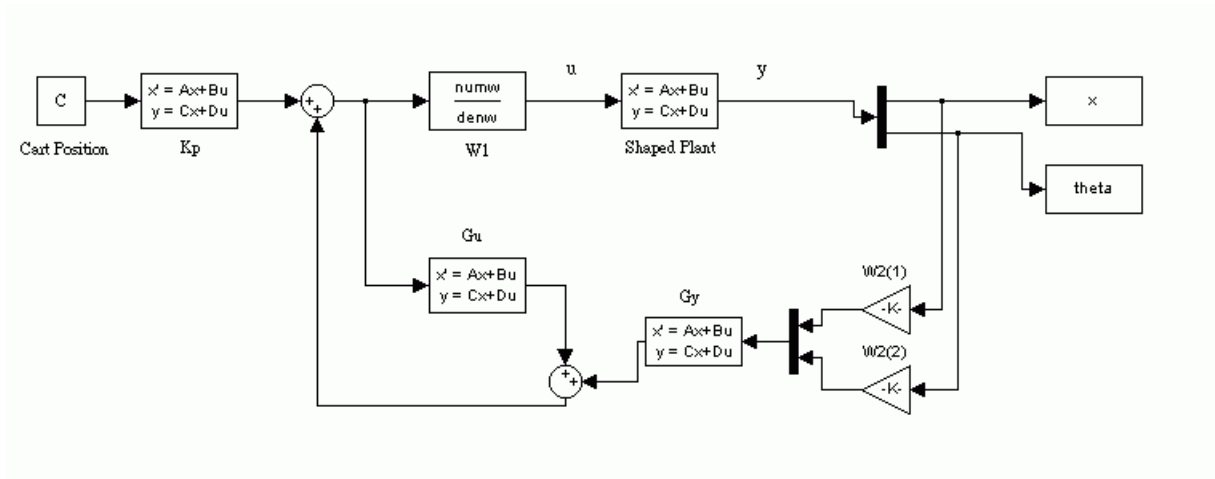 u
y
C
x' = Ax+Bu
y = Cx+Du
+
+
numw
denw
x' = Ax+Bu
y = Cx+Du
x
Cart Position
Kp
W1
Shaped Plant
theta
Gu
x' = Ax+Bu
y = Cx+Du
W2(1)
-K-
Gy
x' = Ax+Bu
y = Cx+Du
W2(2)
-K-
+
+